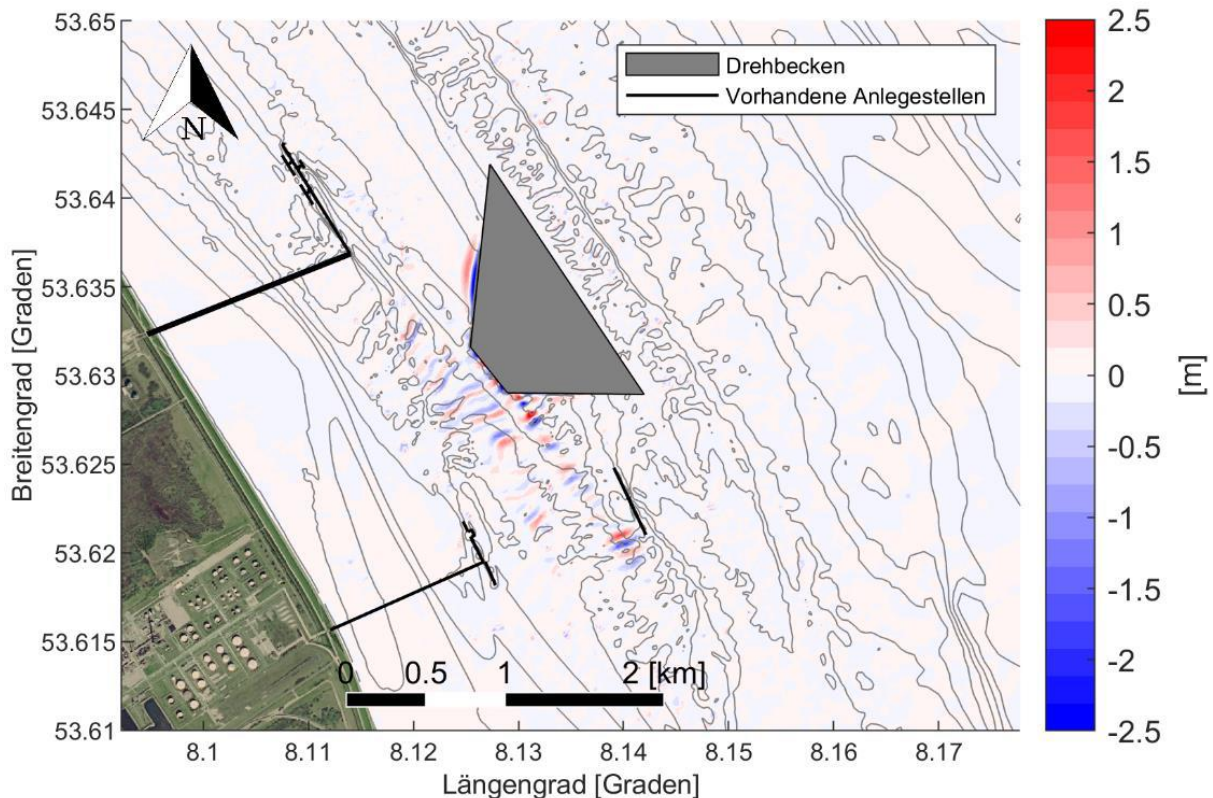 53.65
53.645
53.64
53.635
53.63
53.625
53.62
53.615
53.61
Breitengrad [Graden]
N
Drehbecken
Vorhandene Anlegestellen
0 0.5 1 2 [km]
8.1 8.11 8.12 8.13 8.14 8.15 8.16 8.17
Längengrad [Graden]
2.5
2
1.5
1
0.5
0
-0.5
-1
-1.5
-2
-2.5
[m]